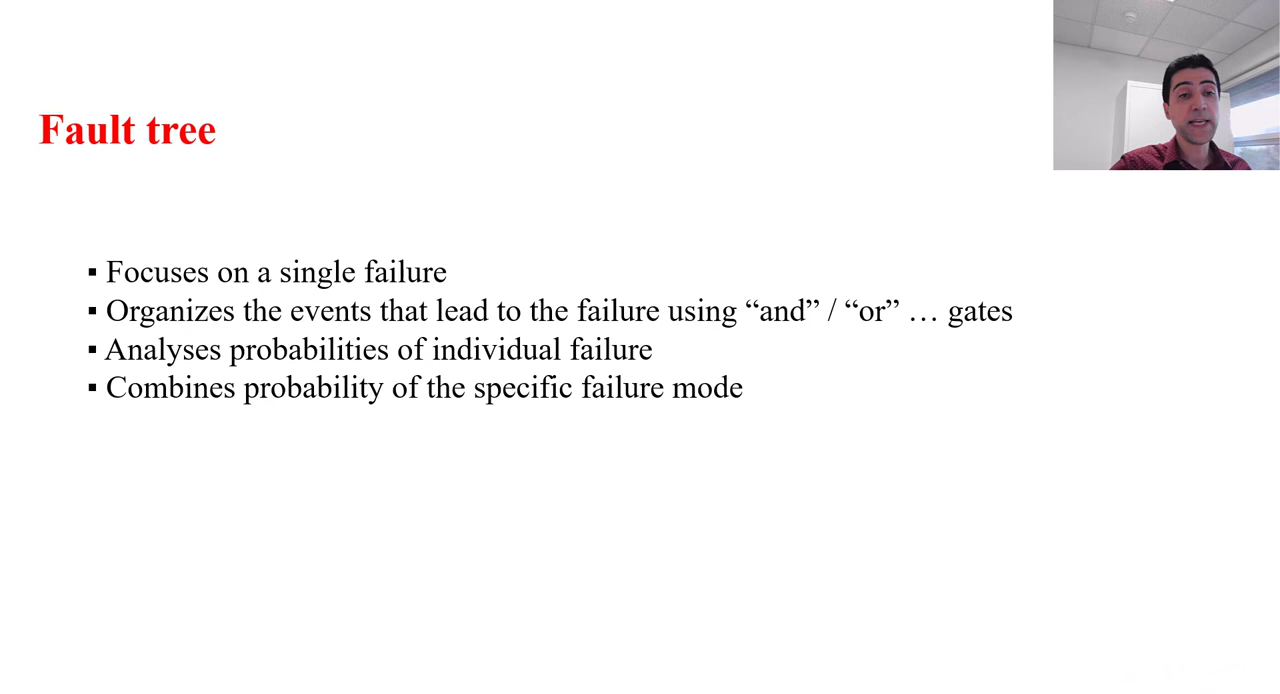 Fault tree
▪ Focuses on a single failure
▪ Organizes the events that lead to the failure using “and” / “or” … gates
▪ Analyses probabilities of individual failure
▪ Combines probability of the specific failure mode